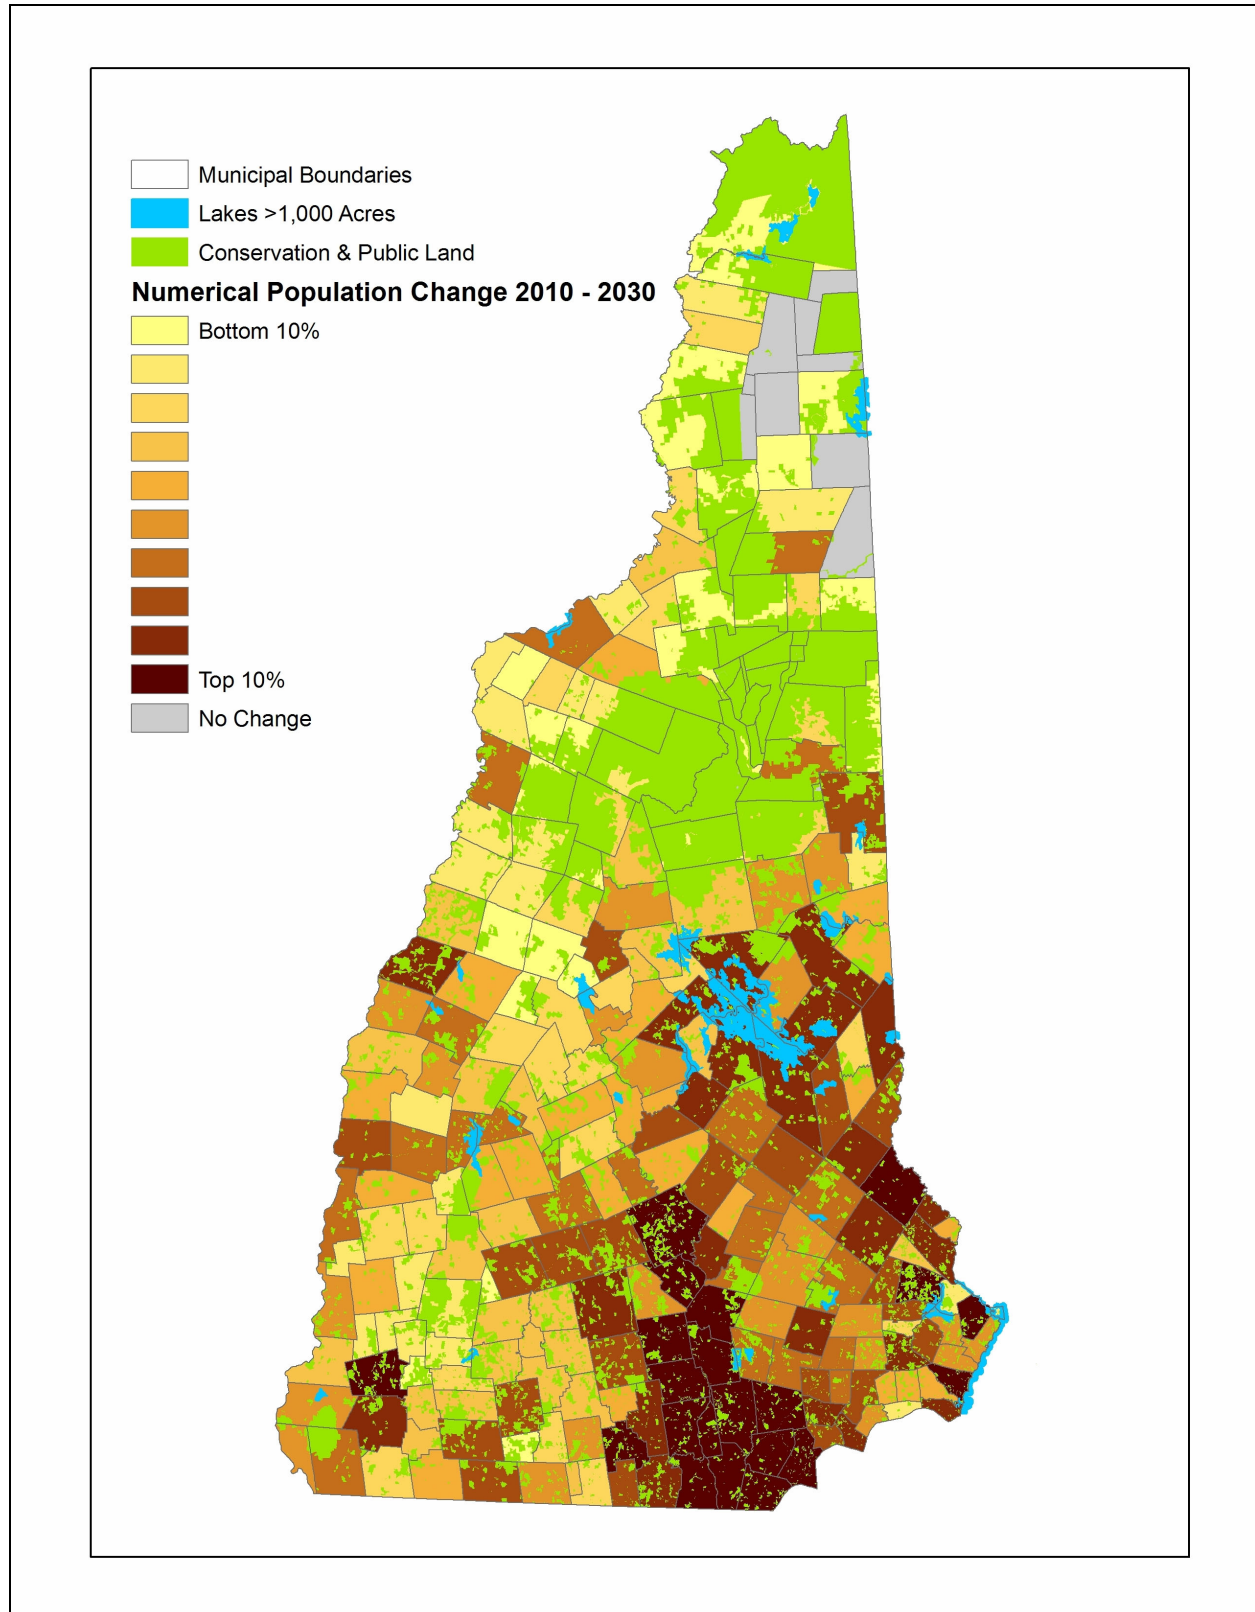 Municipal Boundaries
Lakes >1,000 Acres
Conservation & Public Land
Numerical Population Change 2010 - 2030
Bottom 10%
Top 10%
No Change